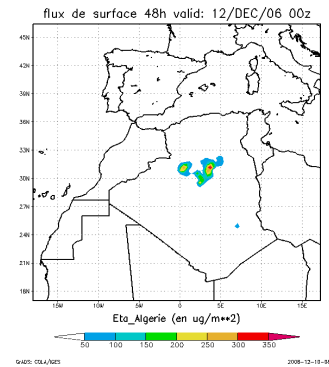 flux de surface 48h valid: 12/DEC/06 00z
45N
42N
39N
36N
33N
30N
27N
24N
21N
18N
15W 10W 5W 0 5E 10E 15E
Eta_Algerie (en ug/m**2)
50 100 150 200 250 300 350
GrADS: COLA/IGES